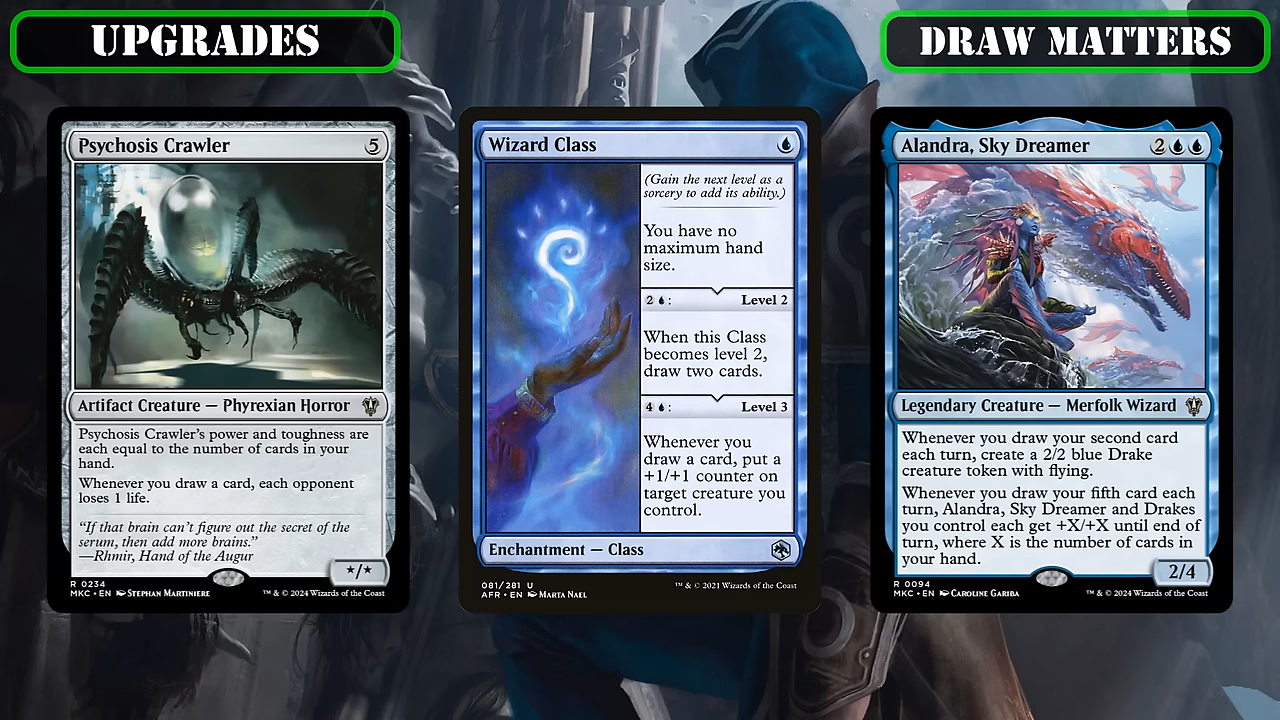 UPGRADES
DRAW MATTERS
Psychosis Crawler 5
Artifact Creature — Phyrexian Horror
Psychosis Crawler's power and toughness are
each equal to the number of cards in your
hand.
Whenever you draw a card, each opponent
loses 1 life.
"If that brain can't figure out the secret of the
serum, then add more brains."
—Rhmir, Hand of the Augur
*/*
R 0234
MKC • EN STEPHAN MARTINIERE
™ & © 2024 Wizards of the Coast
Wizard Class
(Gain the next level as a
sorcery to add its ability.)
You have no
maximum hand
size.
2 : Level 2
When this Class
becomes level 2,
draw two cards.
4 : Level 3
Whenever you
draw a card, put a
+1/+1 counter on
target creature you
control.
Enchantment — Class
081/281 U
AFR • EN MARTA NAEL
™ & © 2021 Wizards of the Coast
Alandra, Sky Dreamer 2
Legendary Creature — Merfolk Wizard
Whenever you draw your second card
each turn, create a 2/2 blue Drake
creature token with flying.
Whenever you draw your fifth card each
turn, Alandra, Sky Dreamer and Drakes
you control each get +X/+X until end of
turn, where X is the number of cards in
your hand.
2/4
R 0094
MKC • EN CAROLINE GARIBA
™ & © 2024 Wizards of the Coast